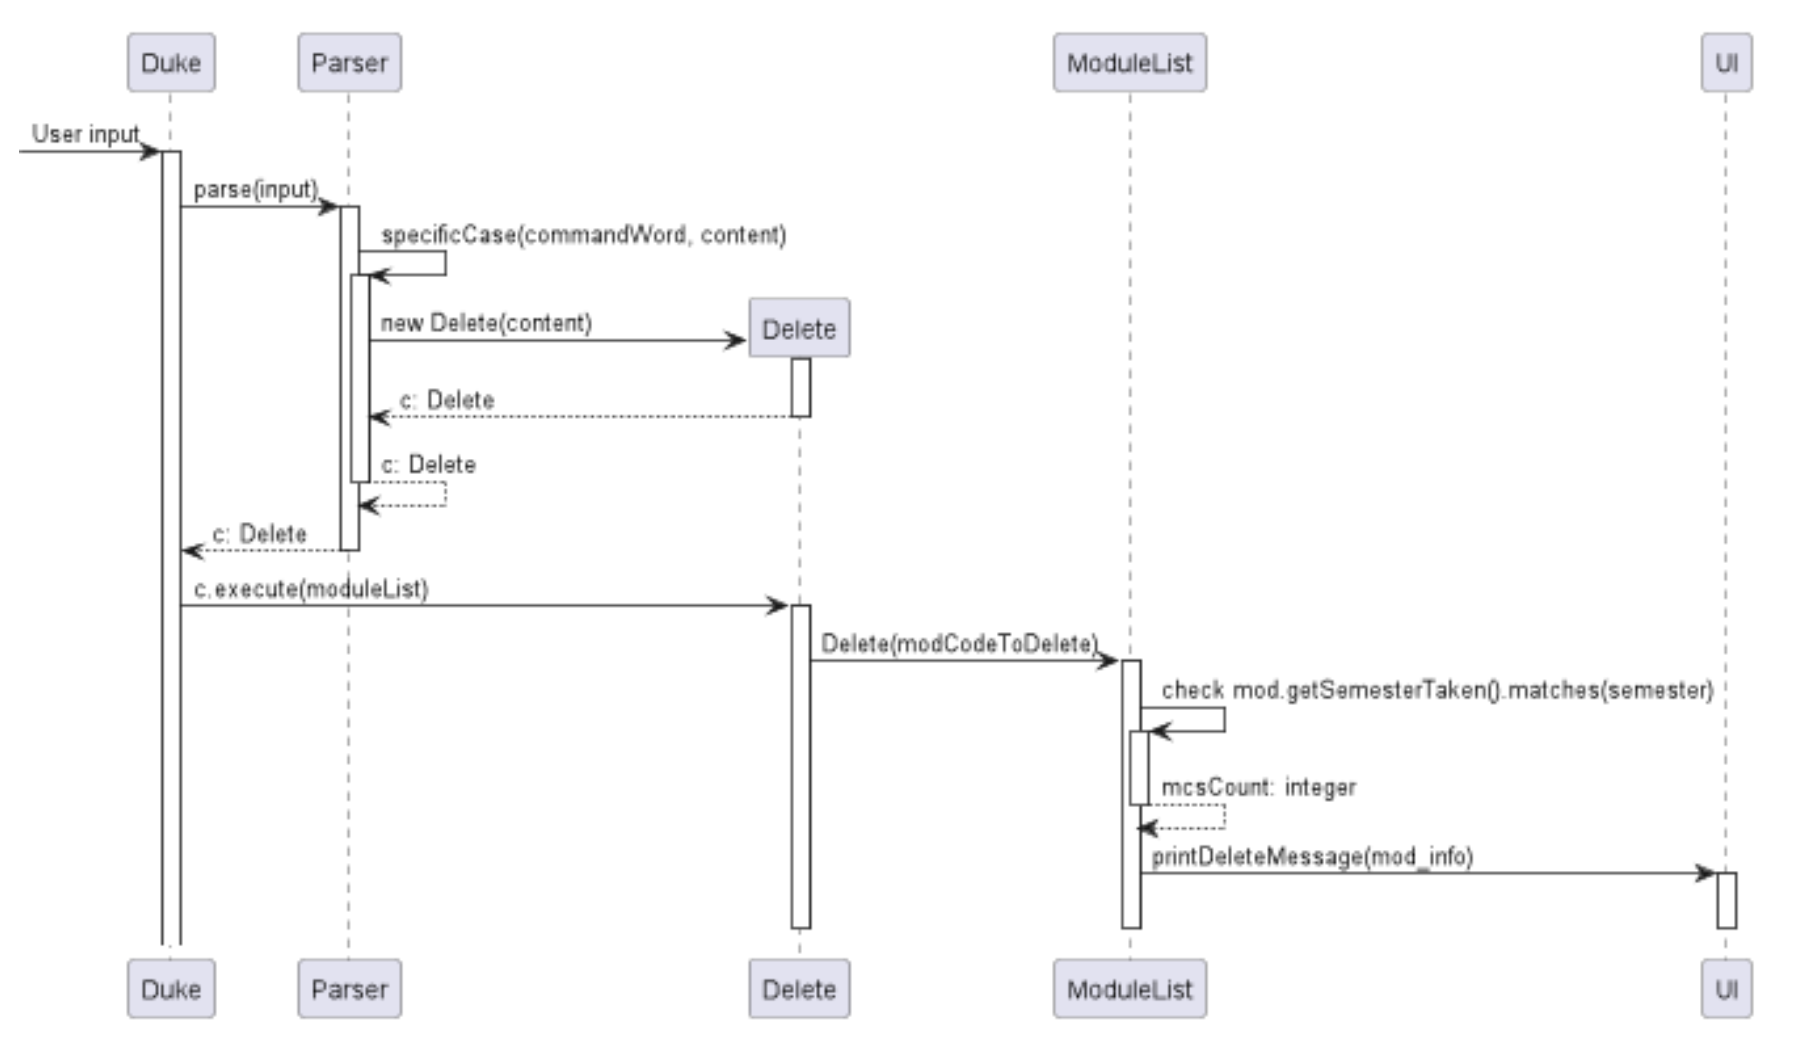 Duke
Parser
ModuleList
UI
User input
parse(input)
specificCase(commandWord, content)
new Delete(content)
Delete
c: Delete
c: Delete
c: Delete
c.execute(moduleList)
Delete(modCodeToDelete)
check mod.getSemesterTaken().matches(semester)
mcsCount: integer
printDeleteMessage(mod_info)
Duke
Parser
Delete
ModuleList
UI